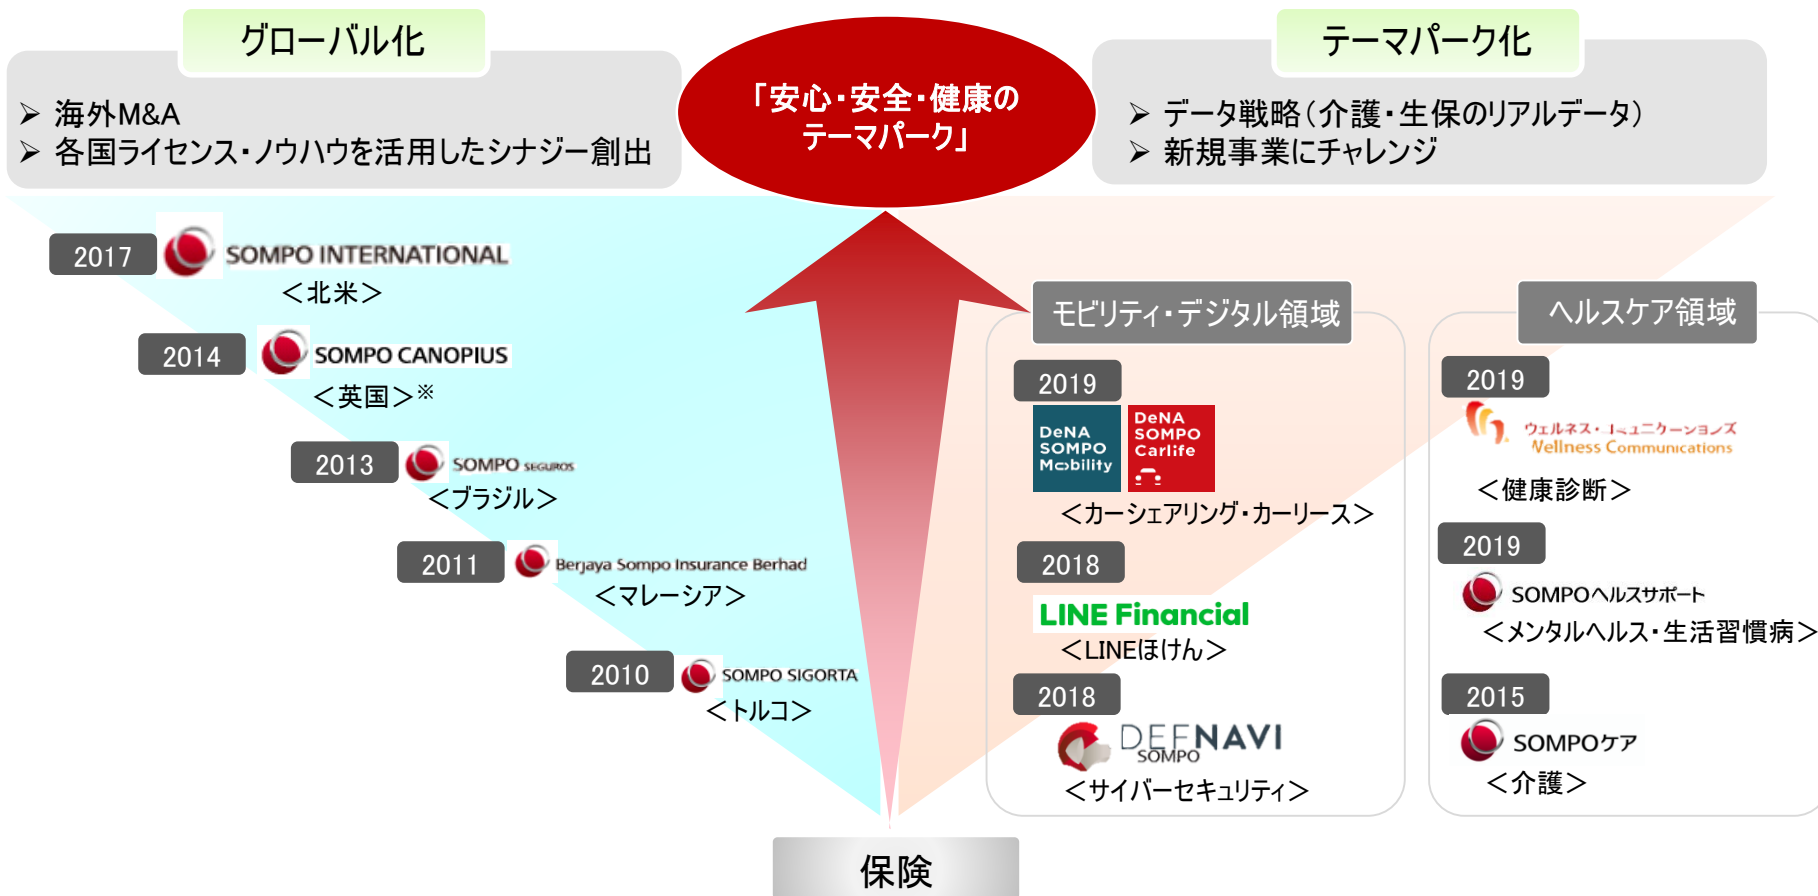 グローバル化
➢ 海外M&A
➢ 各国ライセンス・ノウハウを活用したシナジー創出
「安心・安全・健康の
テーマパーク」
テーマパーク化
➢ データ戦略（介護・生保のリアルデータ）
➢ 新規事業にチャレンジ
2017
SOMPO INTERNATIONAL
＜北米＞
2014
SOMPO CANOPIUS
＜英国＞※
2013
SOMPO SEGUROS
＜ブラジル＞
2011
Berjaya Sompo Insurance Berhad
＜マレーシア＞
2010
SOMPO SIGORTA
＜トルコ＞
モビリティ・デジタル領域
2019
DeNA
SOMPO
Mobility
DeNA
SOMPO
Carlife
＜カーシェアリング・カーリース＞
2018
LINE Financial
＜LINEほけん＞
2018
DEFNAVI
SOMPO
＜サイバーセキュリティ＞
ヘルスケア領域
2019
ウェルネス・コミュニケーションズ
Wellness Communications
＜健康診断＞
2019
SOMPOヘルスサポート
＜メンタルヘルス・生活習慣病＞
2015
SOMPOケア
＜介護＞
保険